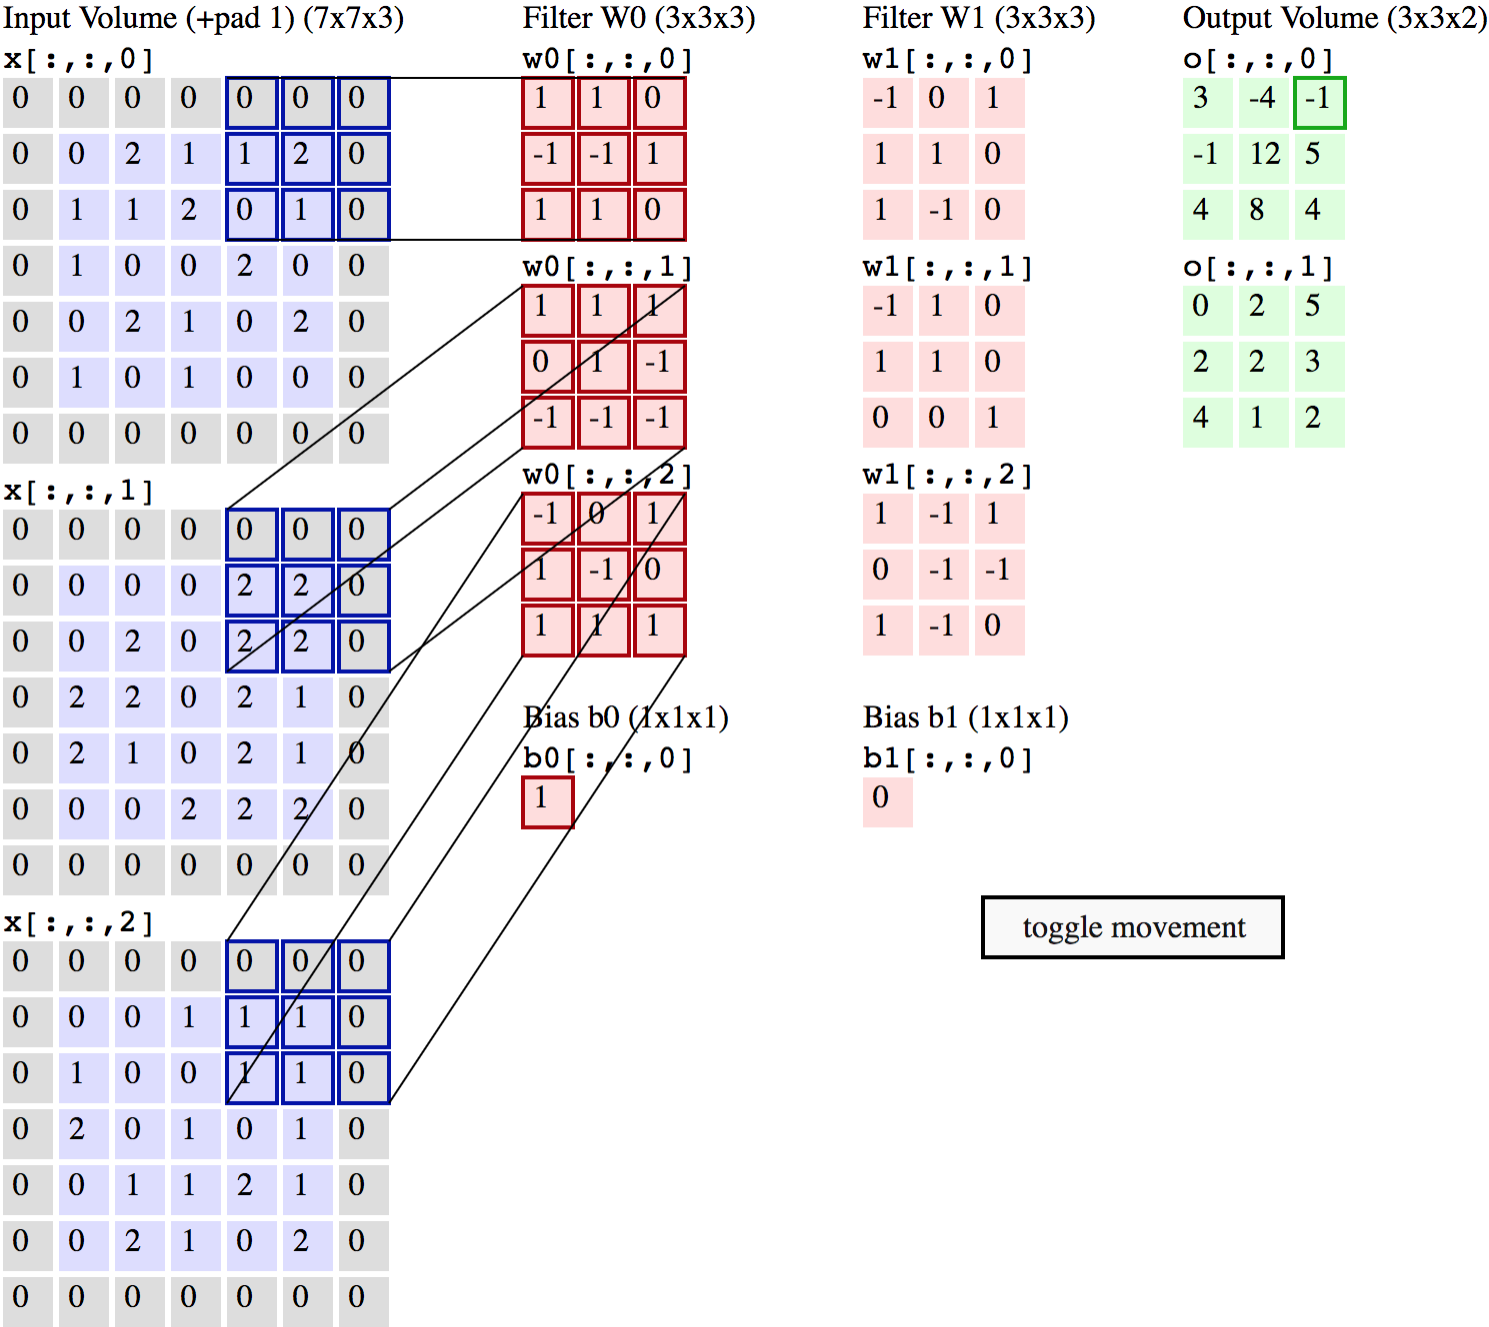 Input Volume (+pad 1) (7x7x3)
x[:,:,0]
0 0 0 0 0 0 0
0 0 2 1 1 2 0
0 1 1 2 0 1 0
0 1 0 0 2 0 0
0 0 2 1 0 2 0
0 1 0 1 0 0 0
0 0 0 0 0 0 0
x[:,:,1]
0 0 0 0 0 0 0
0 0 0 0 2 2 0
0 0 2 0 2 2 0
0 2 2 0 2 1 0
0 2 1 0 2 1 0
0 0 0 2 2 2 0
0 0 0 0 0 0 0
x[:,:,2]
0 0 0 0 0 0 0
0 0 0 1 1 1 0
0 1 0 0 1 1 0
0 2 0 1 0 1 0
0 0 1 1 2 1 0
0 0 2 1 0 2 0
0 0 0 0 0 0 0
Filter W0 (3x3x3)
w0[:,:,0]
1 1 0
-1 -1 1
1 1 0
w0[:,:,1]
1 1 1
0 1 -1
-1 -1 -1
w0[:,:,2]
-1 0 1
1 -1 0
1 1 1
Bias b0 (1x1x1)
b0[:,:,0]
1
Filter W1 (3x3x3)
w1[:,:,0]
-1 0 1
1 1 0
1 -1 0
w1[:,:,1]
-1 1 0
1 1 0
0 0 1
w1[:,:,2]
1 -1 1
0 -1 -1
1 -1 0
Bias b1 (1x1x1)
b1[:,:,0]
0
Output Volume (3x3x2)
o[:,:,0]
3 -4 -1
-1 12 5
4 8 4
o[:,:,1]
0 2 5
2 2 3
4 1 2
toggle movement